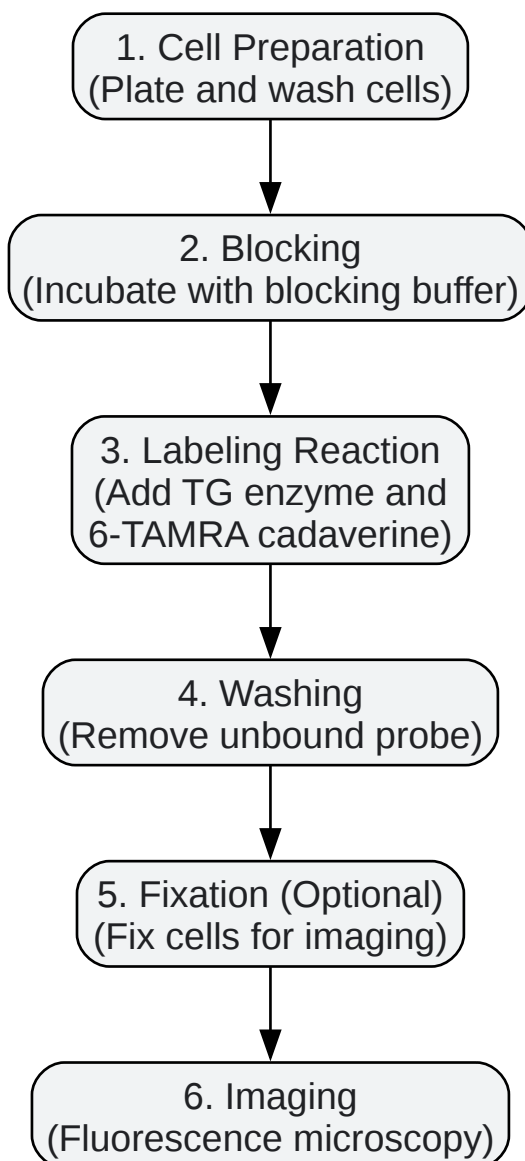 1. Cell Preparation
(Plate and wash cells)
2. Blocking
(Incubate with blocking buffer)
3. Labeling Reaction
(Add TG enzyme and
6-TAMRA cadaverine)
4. Washing
(Remove unbound probe)
5. Fixation (Optional)
(Fix cells for imaging)
6. Imaging
(Fluorescence microscopy)